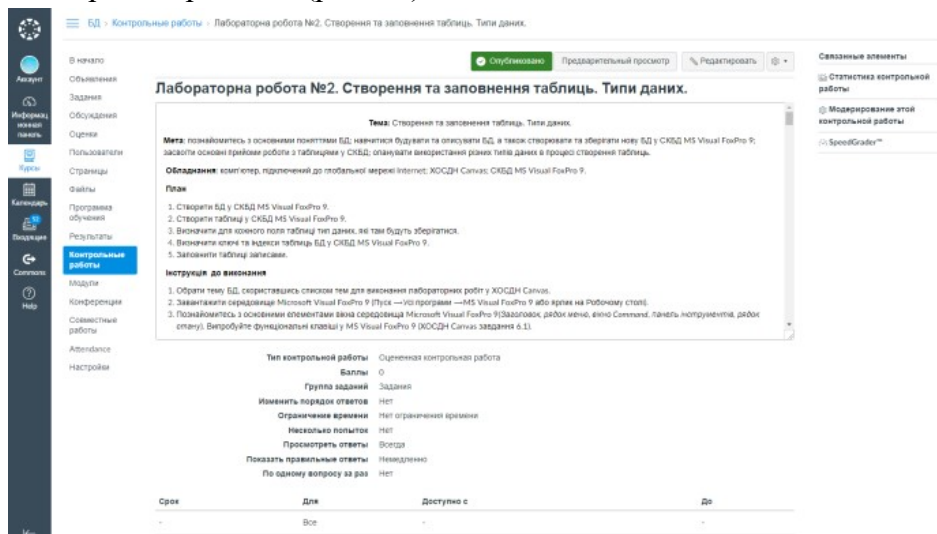 БД > Контрольные работы > Лабораторна робота №2. Створення та заповнення таблиць. Типи даних.
Аккаунт
Информационная панель
Курсы
Календарь
Входящие
Commons
Help
В начало
Объявления
Задания
Обсуждения
Оценки
Пользователи
Страницы
Файлы
Программа обучения
Результаты
Контрольные работы
Модули
Конференции
Совместные работы
Attendance
Настройки
Опубликовано
Предварительный просмотр
Редактировать
Лабораторна робота №2. Створення та заповнення таблиць. Типи даних.
Тема: Створення та заповнення таблиць. Типи даних.
Мета: познайомитесь з основними поняттями БД; навчитися будувати та описувати БД, а також створювати та зберігати нову БД у СКБД MS Visual FoxPro 9;
засвоїти основні прийоми роботи з таблицями у СКБД; опанувати використання різних типів даних в процесі створення таблиць.
Обладнання: комп'ютер, підключений до глобальної мережі Internet; ХОСДН Canvas; СКБД MS Visual FoxPro 9.
План
1. Створити БД у СКБД MS Visual FoxPro 9.
2. Створити таблиці у СКБД MS Visual FoxPro 9.
3. Визначити для кожного поля таблиці тип даних, які там будуть зберігатися.
4. Визначити ключі та індекси таблиць БД у СКБД MS Visual FoxPro 9.
5. Заповнити таблиці записами.
Інструкція до виконання
1. Обрати тему БД, скориставшись списком тем для виконання лабораторних робіт у ХОСДН Canvas.
2. Завантажити середовище Microsoft Visual FoxPro 9 (Пуск —Усі програми —MS Visual FoxPro 9 або ярлик на Робочому столі).
3. Познайомитесь з основними елементами вікна середовища Microsoft Visual FoxPro 9(Заголовок, рядок меню, вікно Command, панель інструментів, рядок
стану). Випробуйте функціональні клавіші у MS Visual FoxPro 9 (ХОСДН Canvas завдання 6.1).
Тип контрольной работы Оцененная контрольная работа
Баллы 0
Группа заданий Задания
Изменить порядок ответов Нет
Ограничение времени Нет ограничения времени
Несколько попыток Нет
Просмотреть ответы Всегда
Показать правильные ответы Немедленно
По одному вопросу за раз Нет
Срок Для Доступно с До
- Все - -
Связанные элементы
Статистика контрольной работы
Модерирование этой контрольной работы
SpeedGrader™